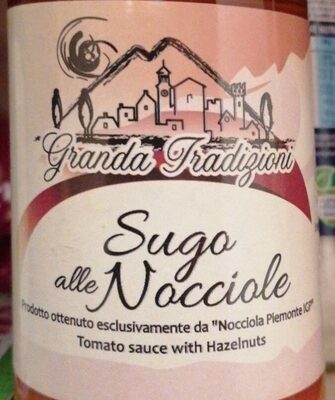 Granda Tradizioni
Sugo
alle Nocciole
Prodotto ottenuto esclusivamente da "Nocciola Piemonte IGP"
Tomato sauce with Hazelnuts